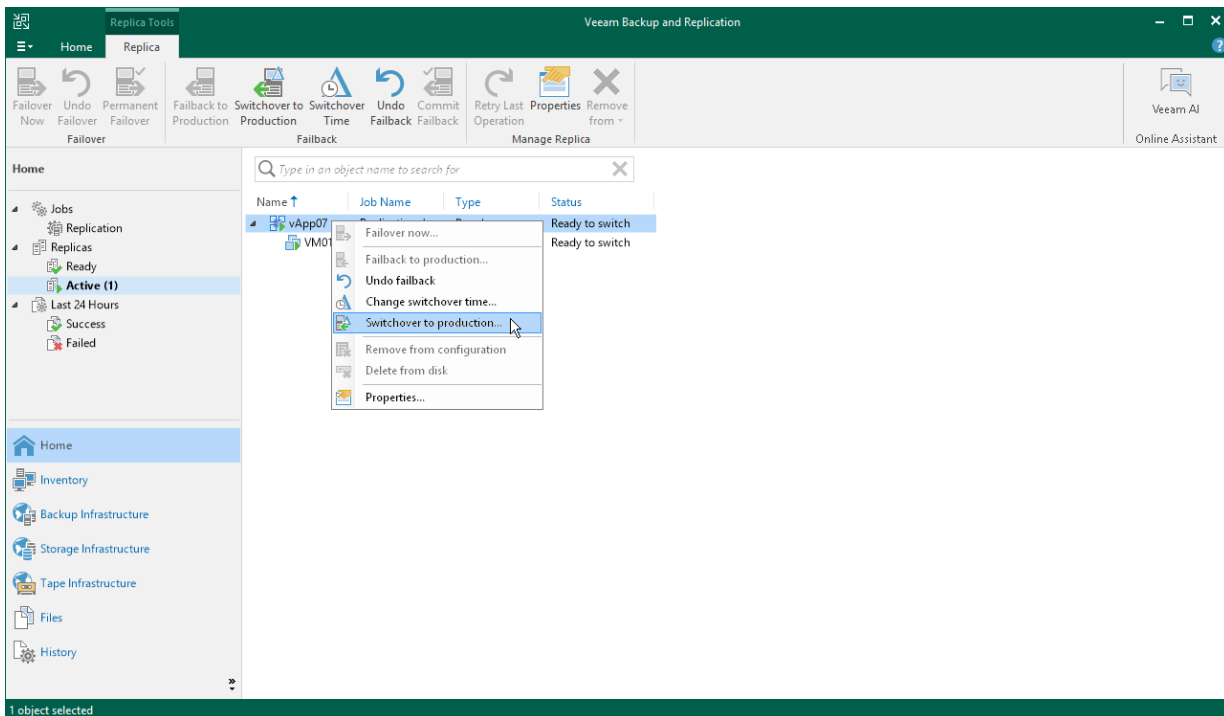 Replica Tools
Veeam Backup and Replication
Home
Replica
Failover Now
Undo Failover
Permanent Failover
Failback to Production
Switchover to Production
Switchover Time
Undo Failback
Commit Failback
Retry Last Operation
Properties
Remove from
Veeam AI
Failover
Failback
Manage Replica
Online Assistant
Home
Type in an object name to search for
Jobs
Replication
Replicas
Ready
Active (1)
Last 24 Hours
Success
Failed
Name
Job Name
Type
Status
vApp07
Ready to switch
VM01
Ready to switch
Failover now...
Failback to production...
Undo failback
Change switchover time...
Switchover to production...
Remove from configuration
Delete from disk
Properties...
Home
Inventory
Backup Infrastructure
Storage Infrastructure
Tape Infrastructure
Files
History
1 object selected